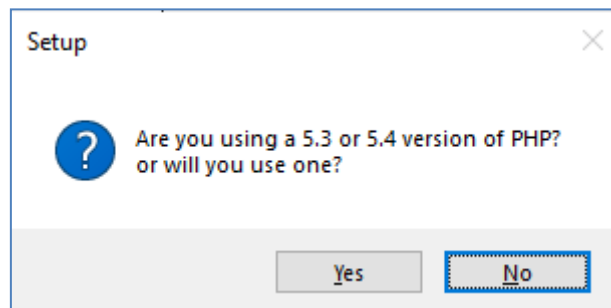 Setup
?
Are you using a 5.3 or 5.4 version of PHP?
or will you use one?
Yes
No